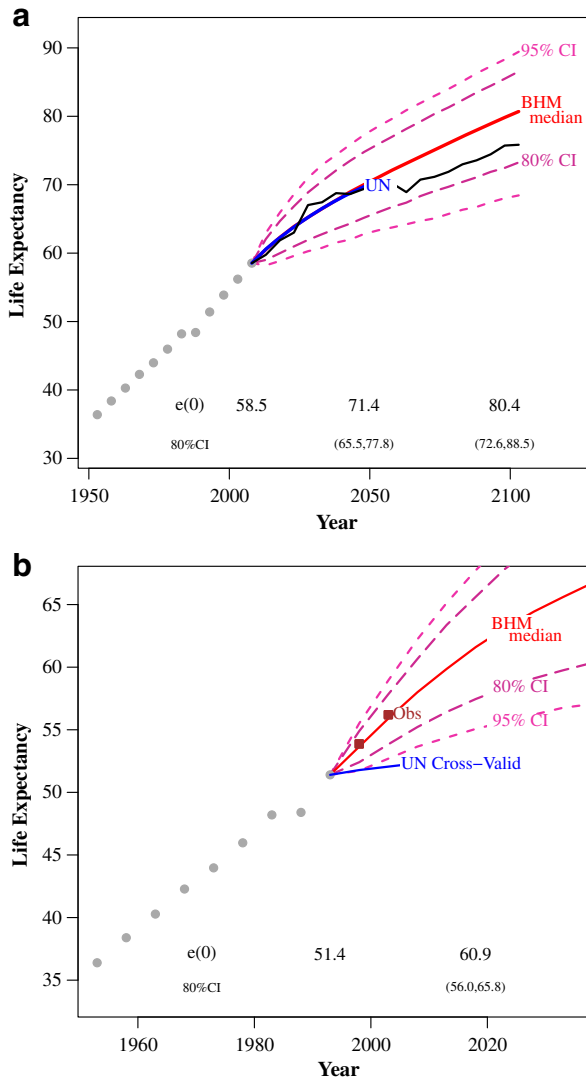 a
90
80
70
60
50
40
30
Life Expectancy
95% CI
BHM
median
UN
80% CI
e(0) 58.5 71.4 80.4
80%CI (65.5,77.8) (72.6,88.5)
1950 2000 2050 2100
Year
b
65
60
55
50
45
40
35
Life Expectancy
BHM
median
80% CI
Obs
95% CI
UN Cross−Valid
e(0) 51.4 60.9
80%CI (56.0,65.8)
1960 1980 2000 2020
Year